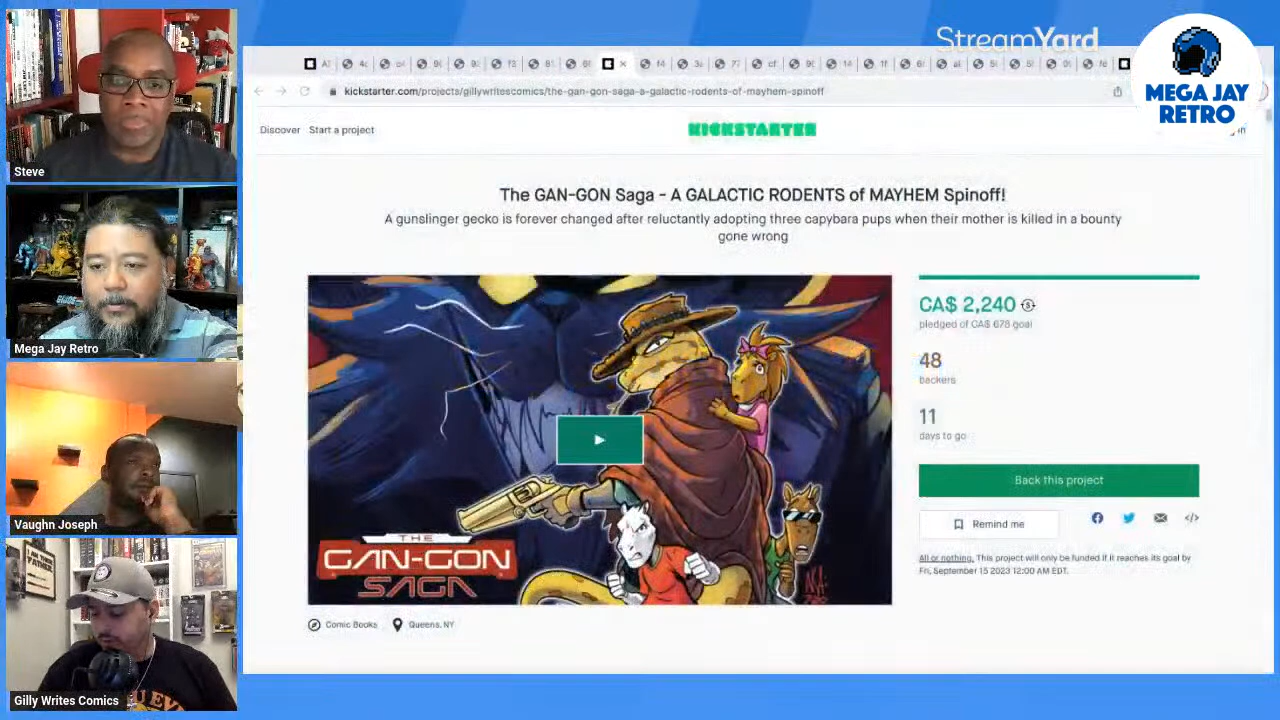 StreamYard
MEGA JAY
RETRO
kickstarter.com/projects/gillywritescomics/the-gan-gon-saga-a-galactic-rodents-of-mayhem-spinoff
Discover Start a project
KICKSTARTER
The GAN-GON Saga - A GALACTIC RODENTS of MAYHEM Spinoff!
A gunslinger gecko is forever changed after reluctantly adopting three capybara pups when their mother is killed in a bounty
gone wrong
CA$ 2,240
pledged of CA$ 678 goal
48
backers
11
days to go
Back this project
Remind me
All or nothing. This project will only be funded if it reaches its goal by
Fri, September 15 2023 12:00 AM EDT.
THE
GAN-GON
SAGA
Comic Books Queens, NY
Steve
Mega Jay Retro
Vaughn Joseph
Gilly Writes Comics